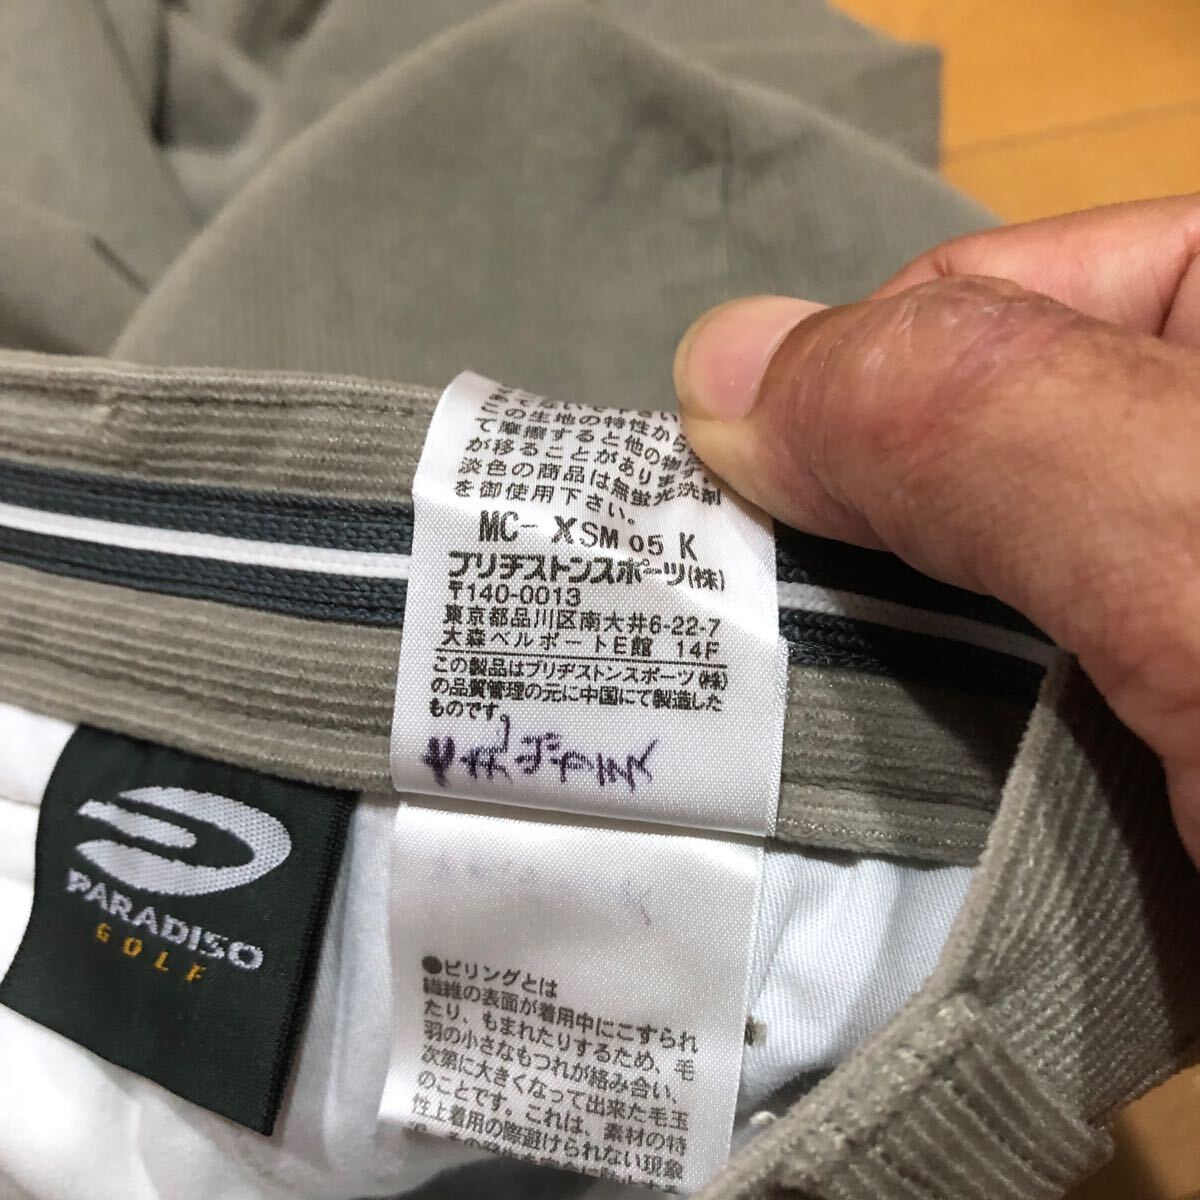 この生地の特性から
て摩擦すると他の物
が移ることがあります。
淡色の商品は無蛍光洗剤
を御使用下さい。
MC- XSM 05 K
ブリヂストンスポーツ(株)
〒140-0013
東京都品川区南大井6-22-7
大森ベルポートE館 14F
この製品はブリヂストンスポーツ(株)
の品質管理の元に中国にて製造した
ものです。
PARADISO
GOLF
●ピリングとは
繊維の表面が着用中にこすられ
たり、もまれたりするため、毛
羽の小さなもつれが絡み合い、
次第に大きくなって出来た毛玉
のことです。これは、素材の特
性上着用の際避けられない現象